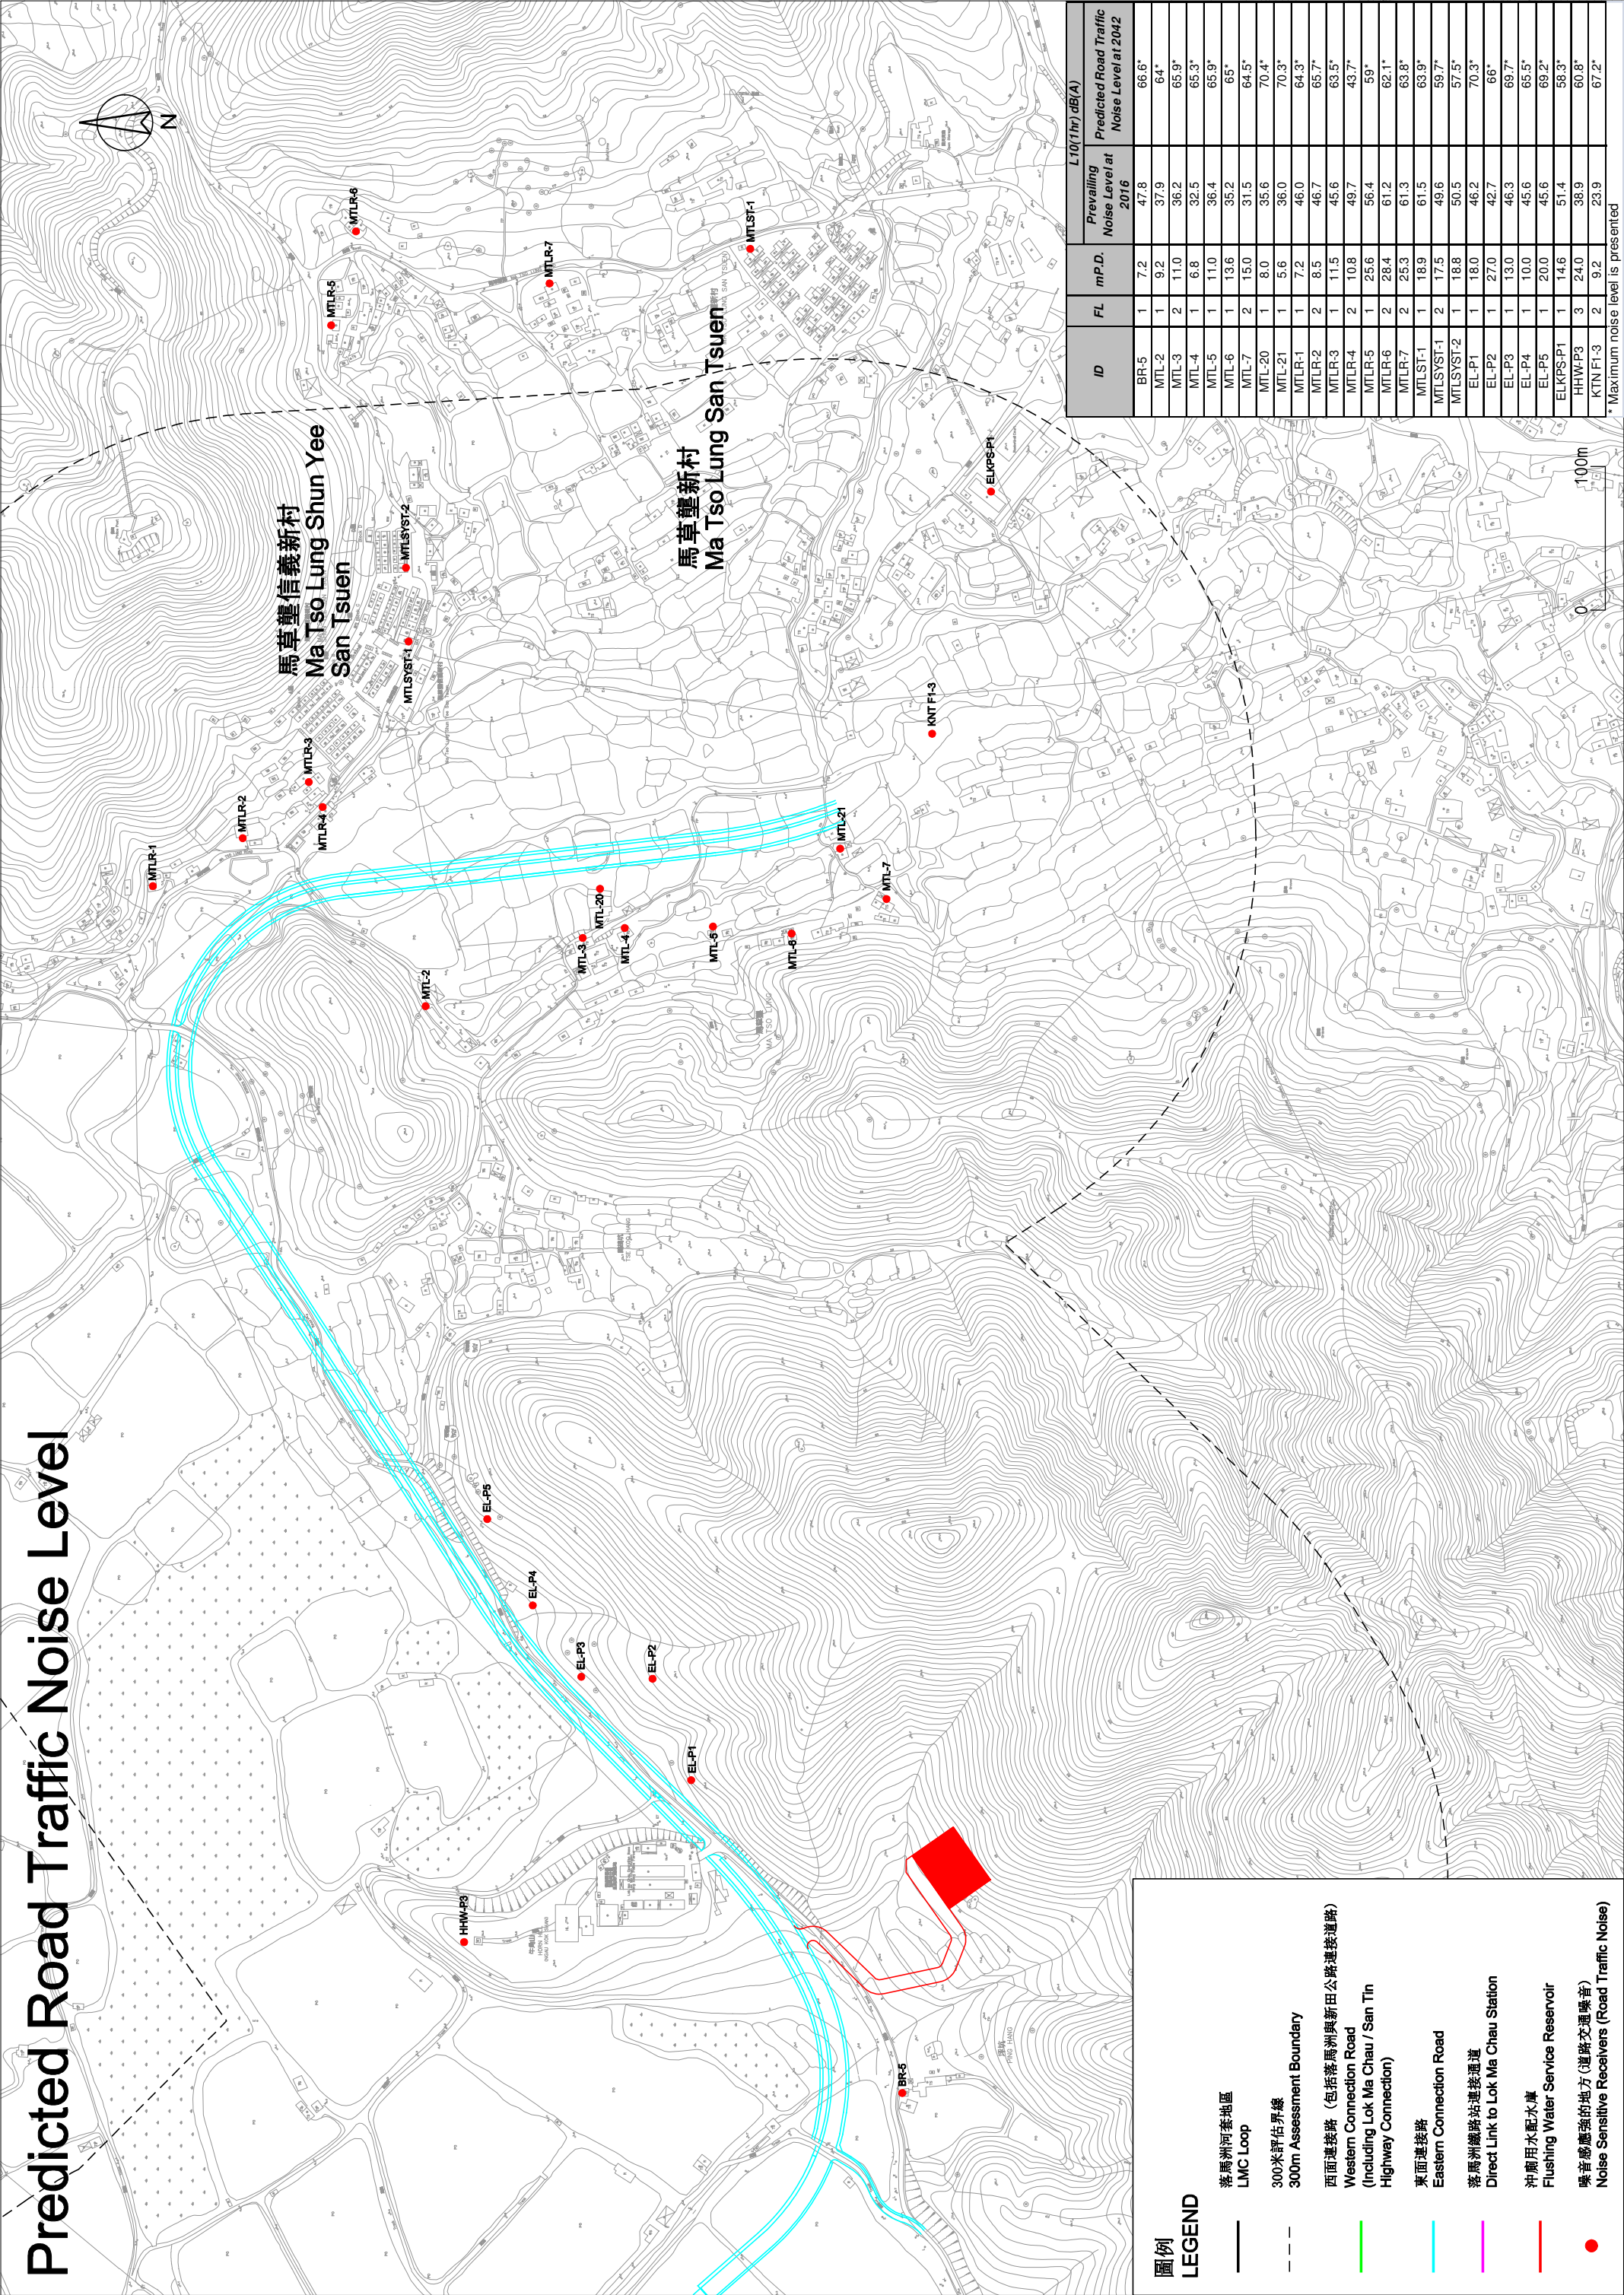 Predicted Road Traffic Noise Level
N
馬草壟信義新村
Ma Tso Lung Shun Yee
San Tsuen
馬草壟新村
Ma Tso Lung San Tsuen
MTLR-6
MTLR-5
MTLR-7
MTLST-1
MTLSYST-2
MTLSYST-1
ELKPS-P1
KNT F1-3
MTLR-3
MTLR-4
MTLR-2
MTLR-1
MTL-21
MTL-7
MTL-20
MTL-3
MTL-4
MTL-5
MTL-6
MTL-2
MA TSO LUNG
TSE KOO HANG
EL-P5
EL-P4
EL-P3
EL-P2
EL-P1
HHW-P3
BR-5
PING HANG
0 100m
ID FL mP.D. L10(1hr) dB(A)
Prevailing Noise Level at 2016 Predicted Road Traffic Noise Level at 2042
BR-5 1 7.2 47.8 66.6*
MTL-2 1 9.2 37.9 64*
MTL-3 2 11.0 36.2 65.9*
MTL-4 1 6.8 32.5 65.3*
MTL-5 1 11.0 36.4 65.9*
MTL-6 1 13.6 35.2 65*
MTL-7 2 15.0 31.5 64.5*
MTL-20 1 8.0 35.6 70.4*
MTL-21 1 5.6 36.0 70.3*
MTLR-1 1 7.2 46.0 64.3*
MTLR-2 2 8.5 46.7 65.7*
MTLR-3 1 11.5 45.6 63.5*
MTLR-4 2 10.8 49.7 43.7*
MTLR-5 1 25.6 56.4 59*
MTLR-6 2 28.4 61.2 62.1*
MTLR-7 2 25.3 61.3 63.8*
MTLST-1 1 18.9 61.5 63.9*
MTLSYST-1 2 17.5 49.6 59.7*
MTLSYST-2 1 18.8 50.5 57.5*
EL-P1 1 18.0 46.2 70.3*
EL-P2 1 27.0 42.7 66*
EL-P3 1 13.0 46.3 69.7*
EL-P4 1 10.0 45.6 65.5*
EL-P5 1 20.0 45.6 69.2*
ELKPS-P1 1 14.6 51.4 58.3*
HHW-P3 3 24.0 38.9 60.8*
KTN F1-3 2 9.2 23.9 67.2*
* Maximum noise level is presented
圖例
LEGEND
落馬洲河套地區
LMC Loop
300米評估界線
300m Assessment Boundary
西面連接路（包括落馬洲與新田公路連接道路）
Western Connection Road
(Including Lok Ma Chau / San Tin
Highway Connection)
東面連接路
Eastern Connection Road
落馬洲鐵路站連接通道
Direct Link to Lok Ma Chau Station
沖廁用水配水庫
Flushing Water Service Reservoir
噪音感應強的地方 (道路交通噪音)
Noise Sensitive Receivers (Road Traffic Noise)